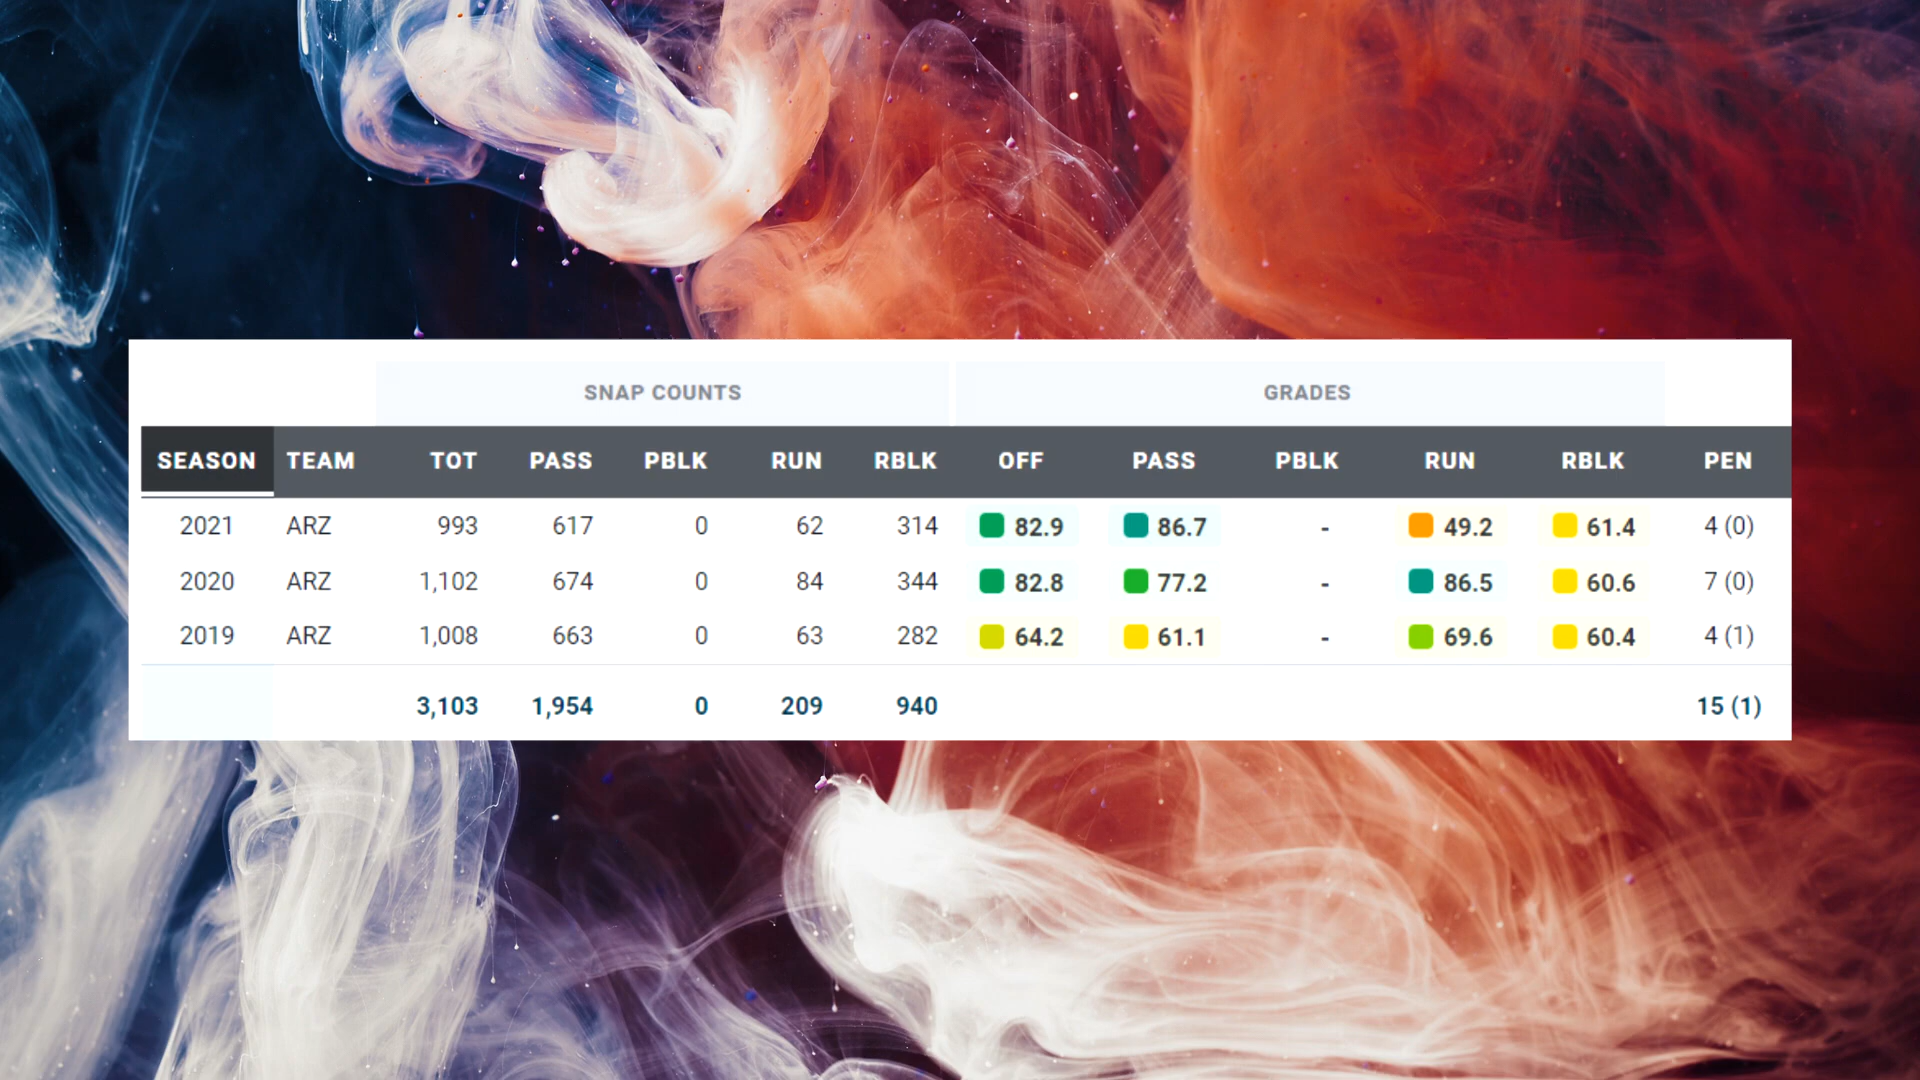 SNAP COUNTS GRADES
SEASON TEAM TOT PASS PBLK RUN RBLK OFF PASS PBLK RUN RBLK PEN
2021 ARZ 993 617 0 62 314 82.9 86.7 - 49.2 61.4 4 (0)
2020 ARZ 1,102 674 0 84 344 82.8 77.2 - 86.5 60.6 7 (0)
2019 ARZ 1,008 663 0 63 282 64.2 61.1 - 69.6 60.4 4 (1)
3,103 1,954 0 209 940 15 (1)